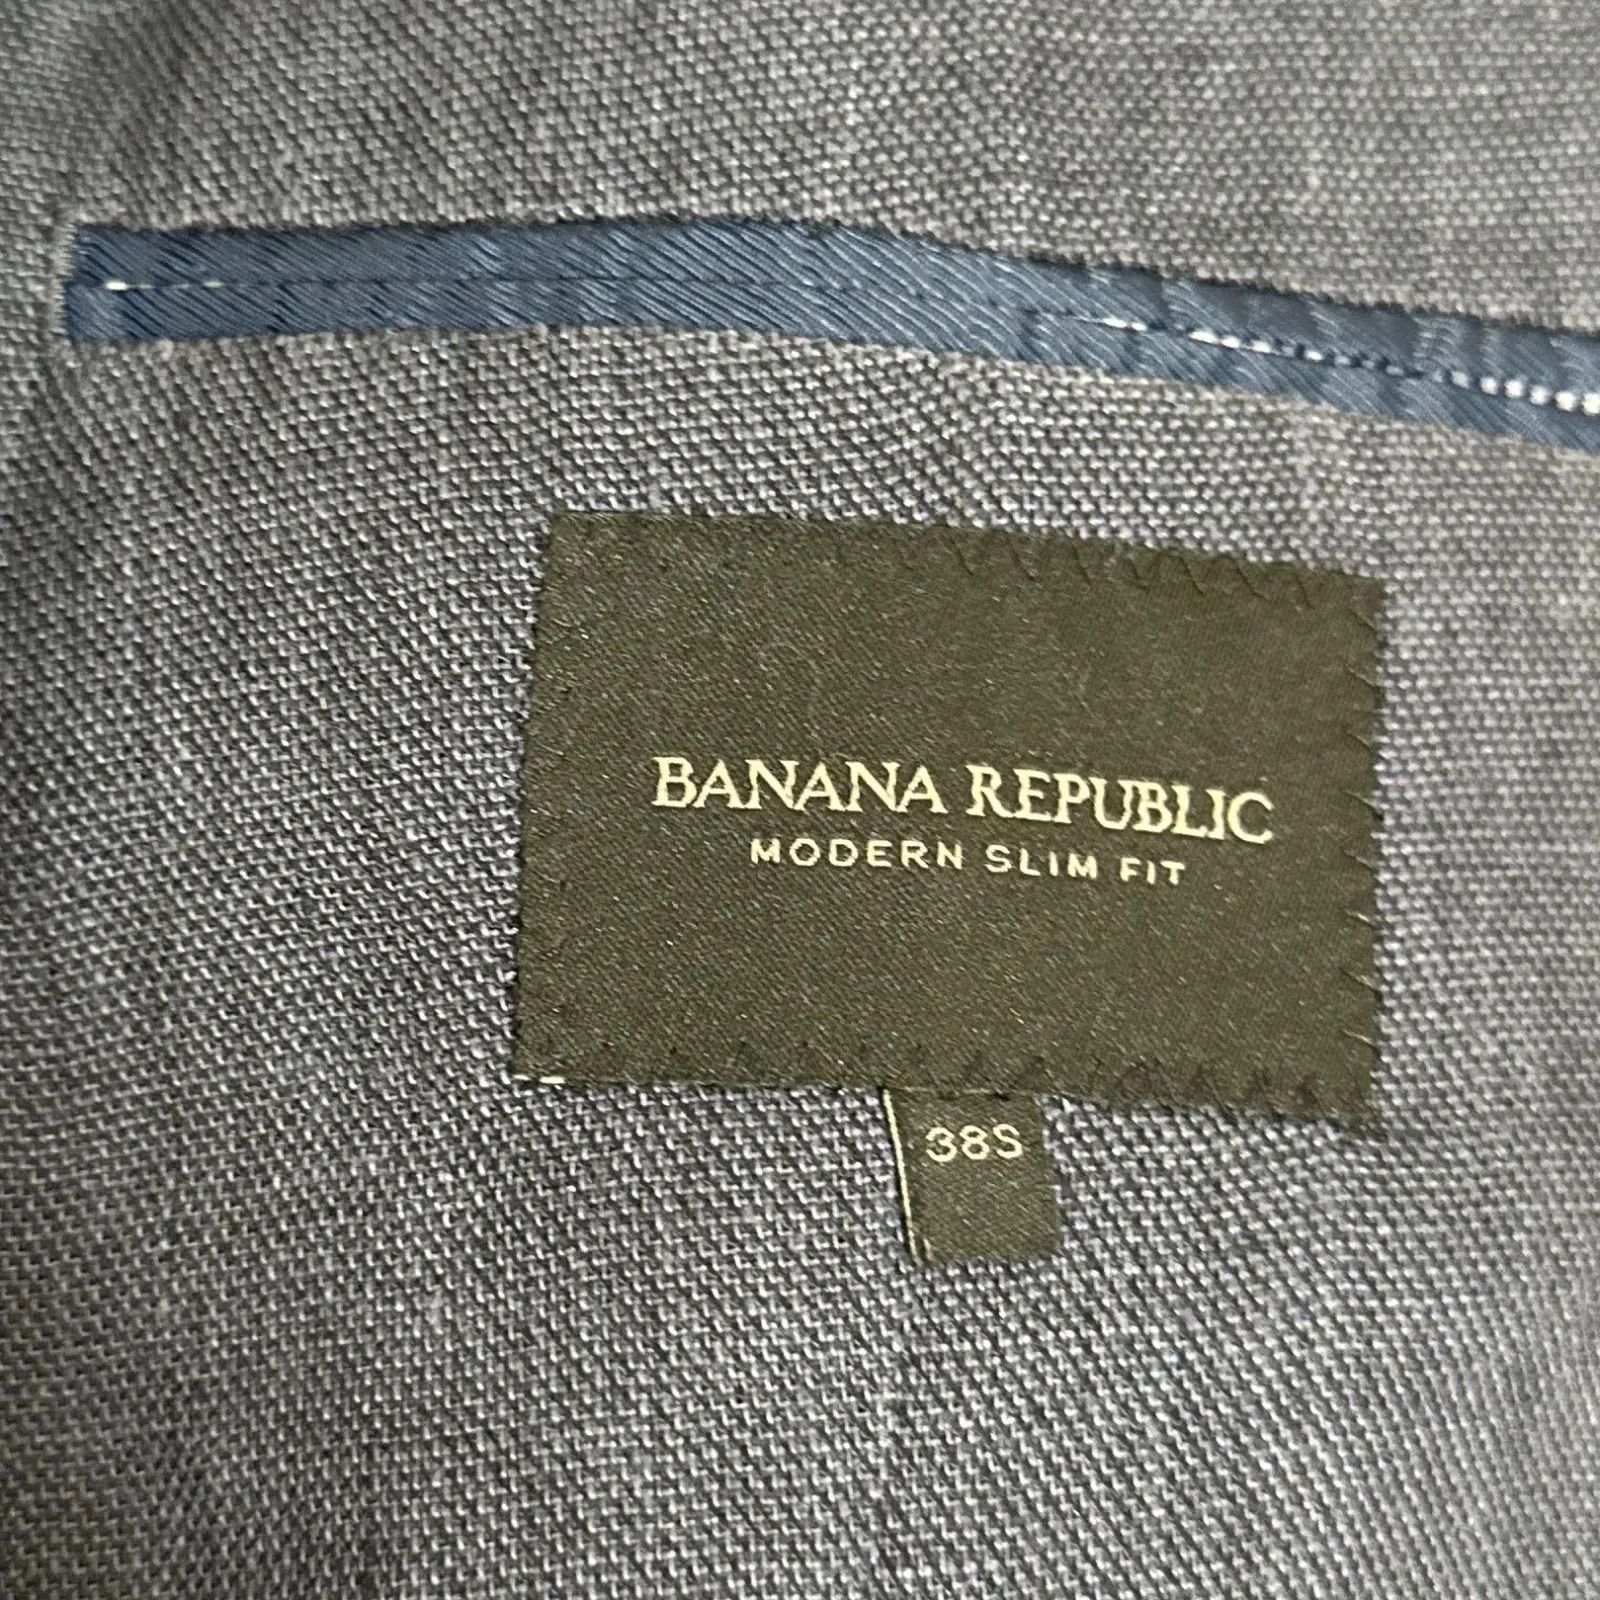 BANANA REPUBLIC
MODERN SLIM FIT
38S